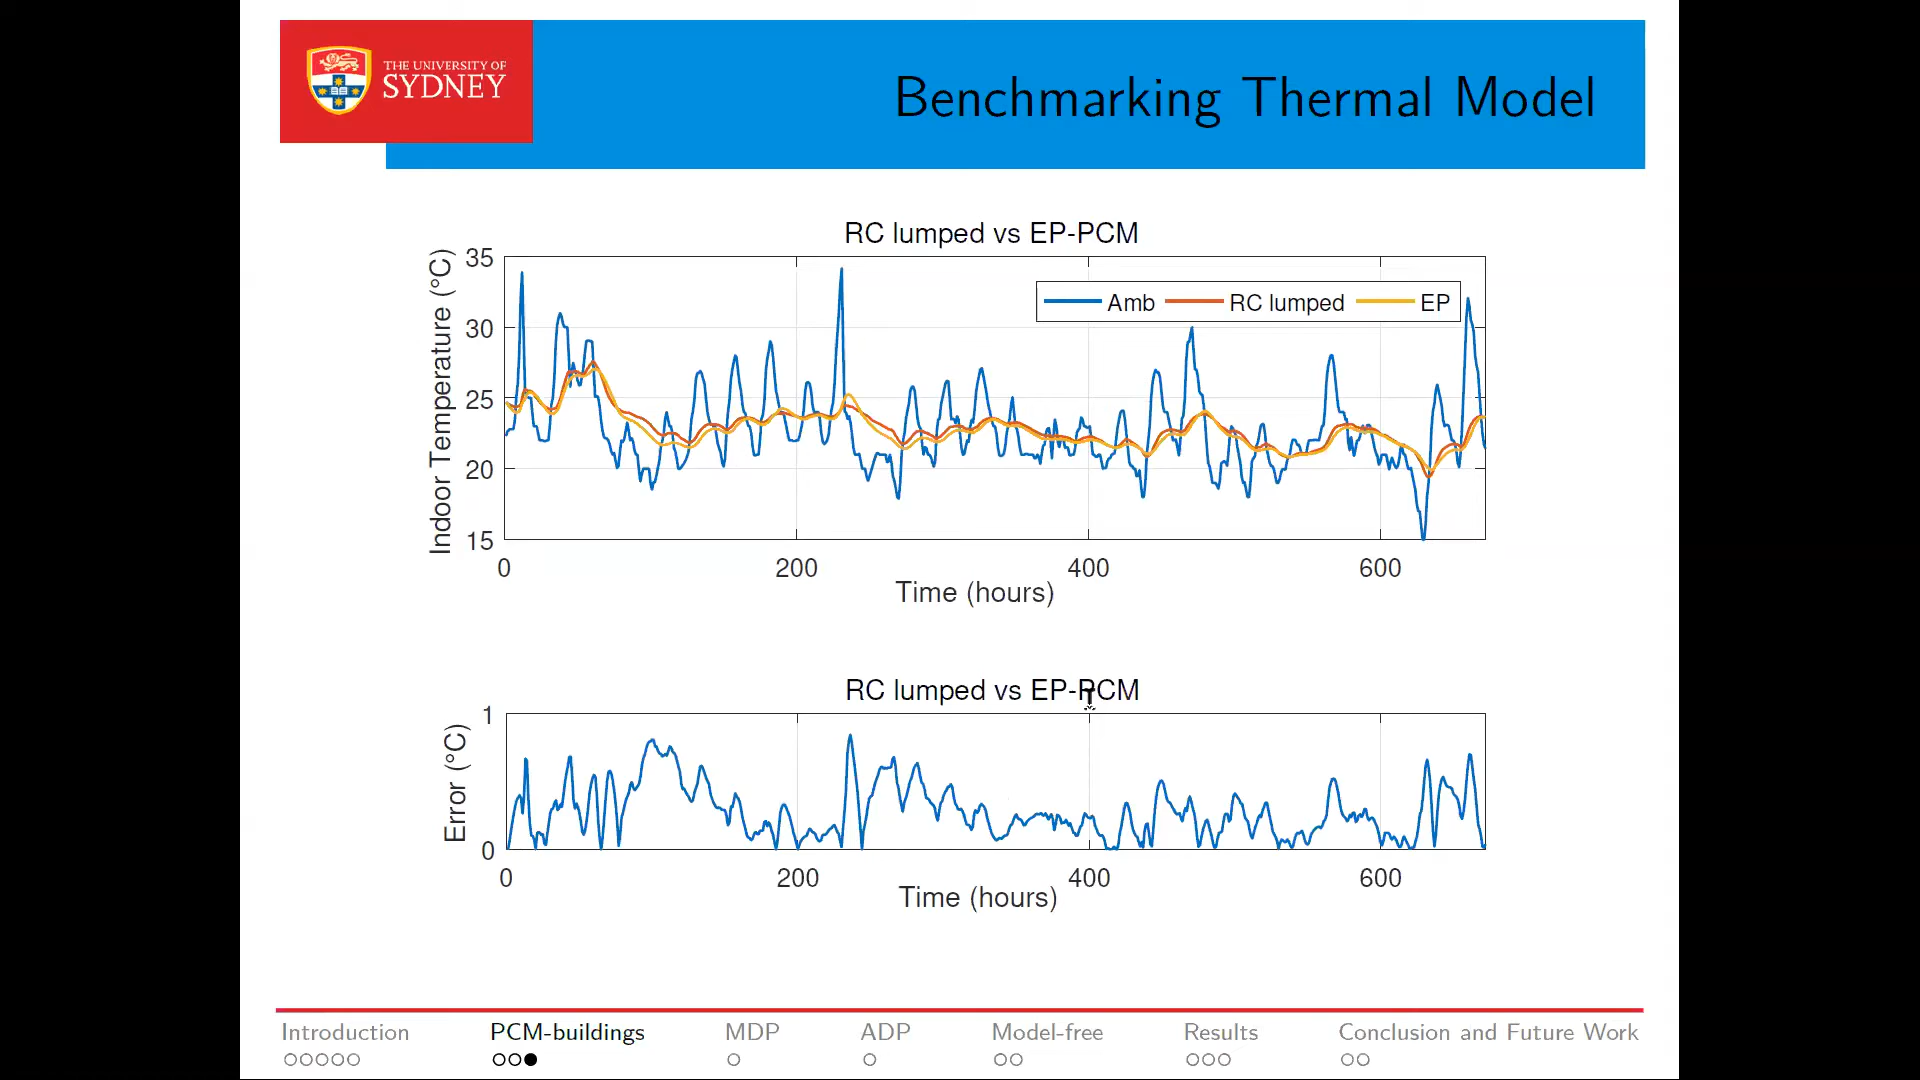 THE UNIVERSITY OF
SYDNEY
Benchmarking Thermal Model
RC lumped vs EP-PCM
Indoor Temperature (°C)
35
30
25
20
15
Amb RC lumped EP
0 200 400 600
Time (hours)
RC lumped vs EP-PCM
Error (°C)
1
0
0 200 400 600
Time (hours)
Introduction PCM-buildings MDP ADP Model-free Results Conclusion and Future Work